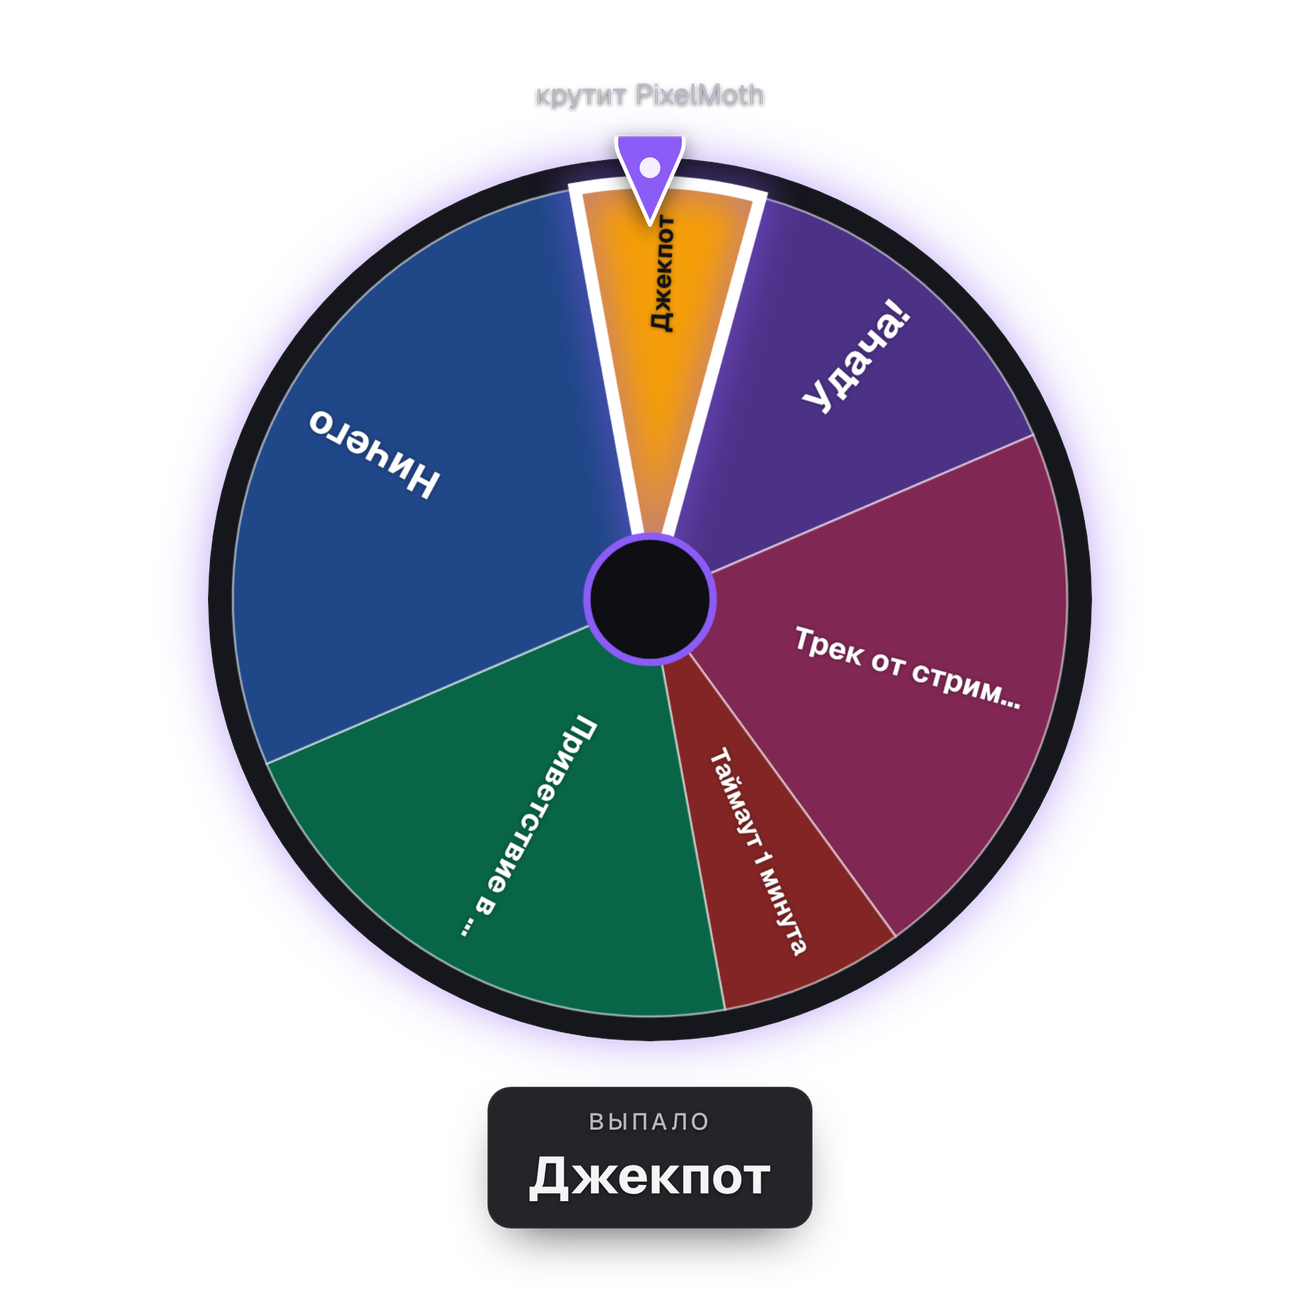 крутит PixelMoth
Джекпот
Удача!
Трек от стрим...
Таймаут 1 минута
Приветствие в ...
Ничего
ВЫПАЛО
Джекпот